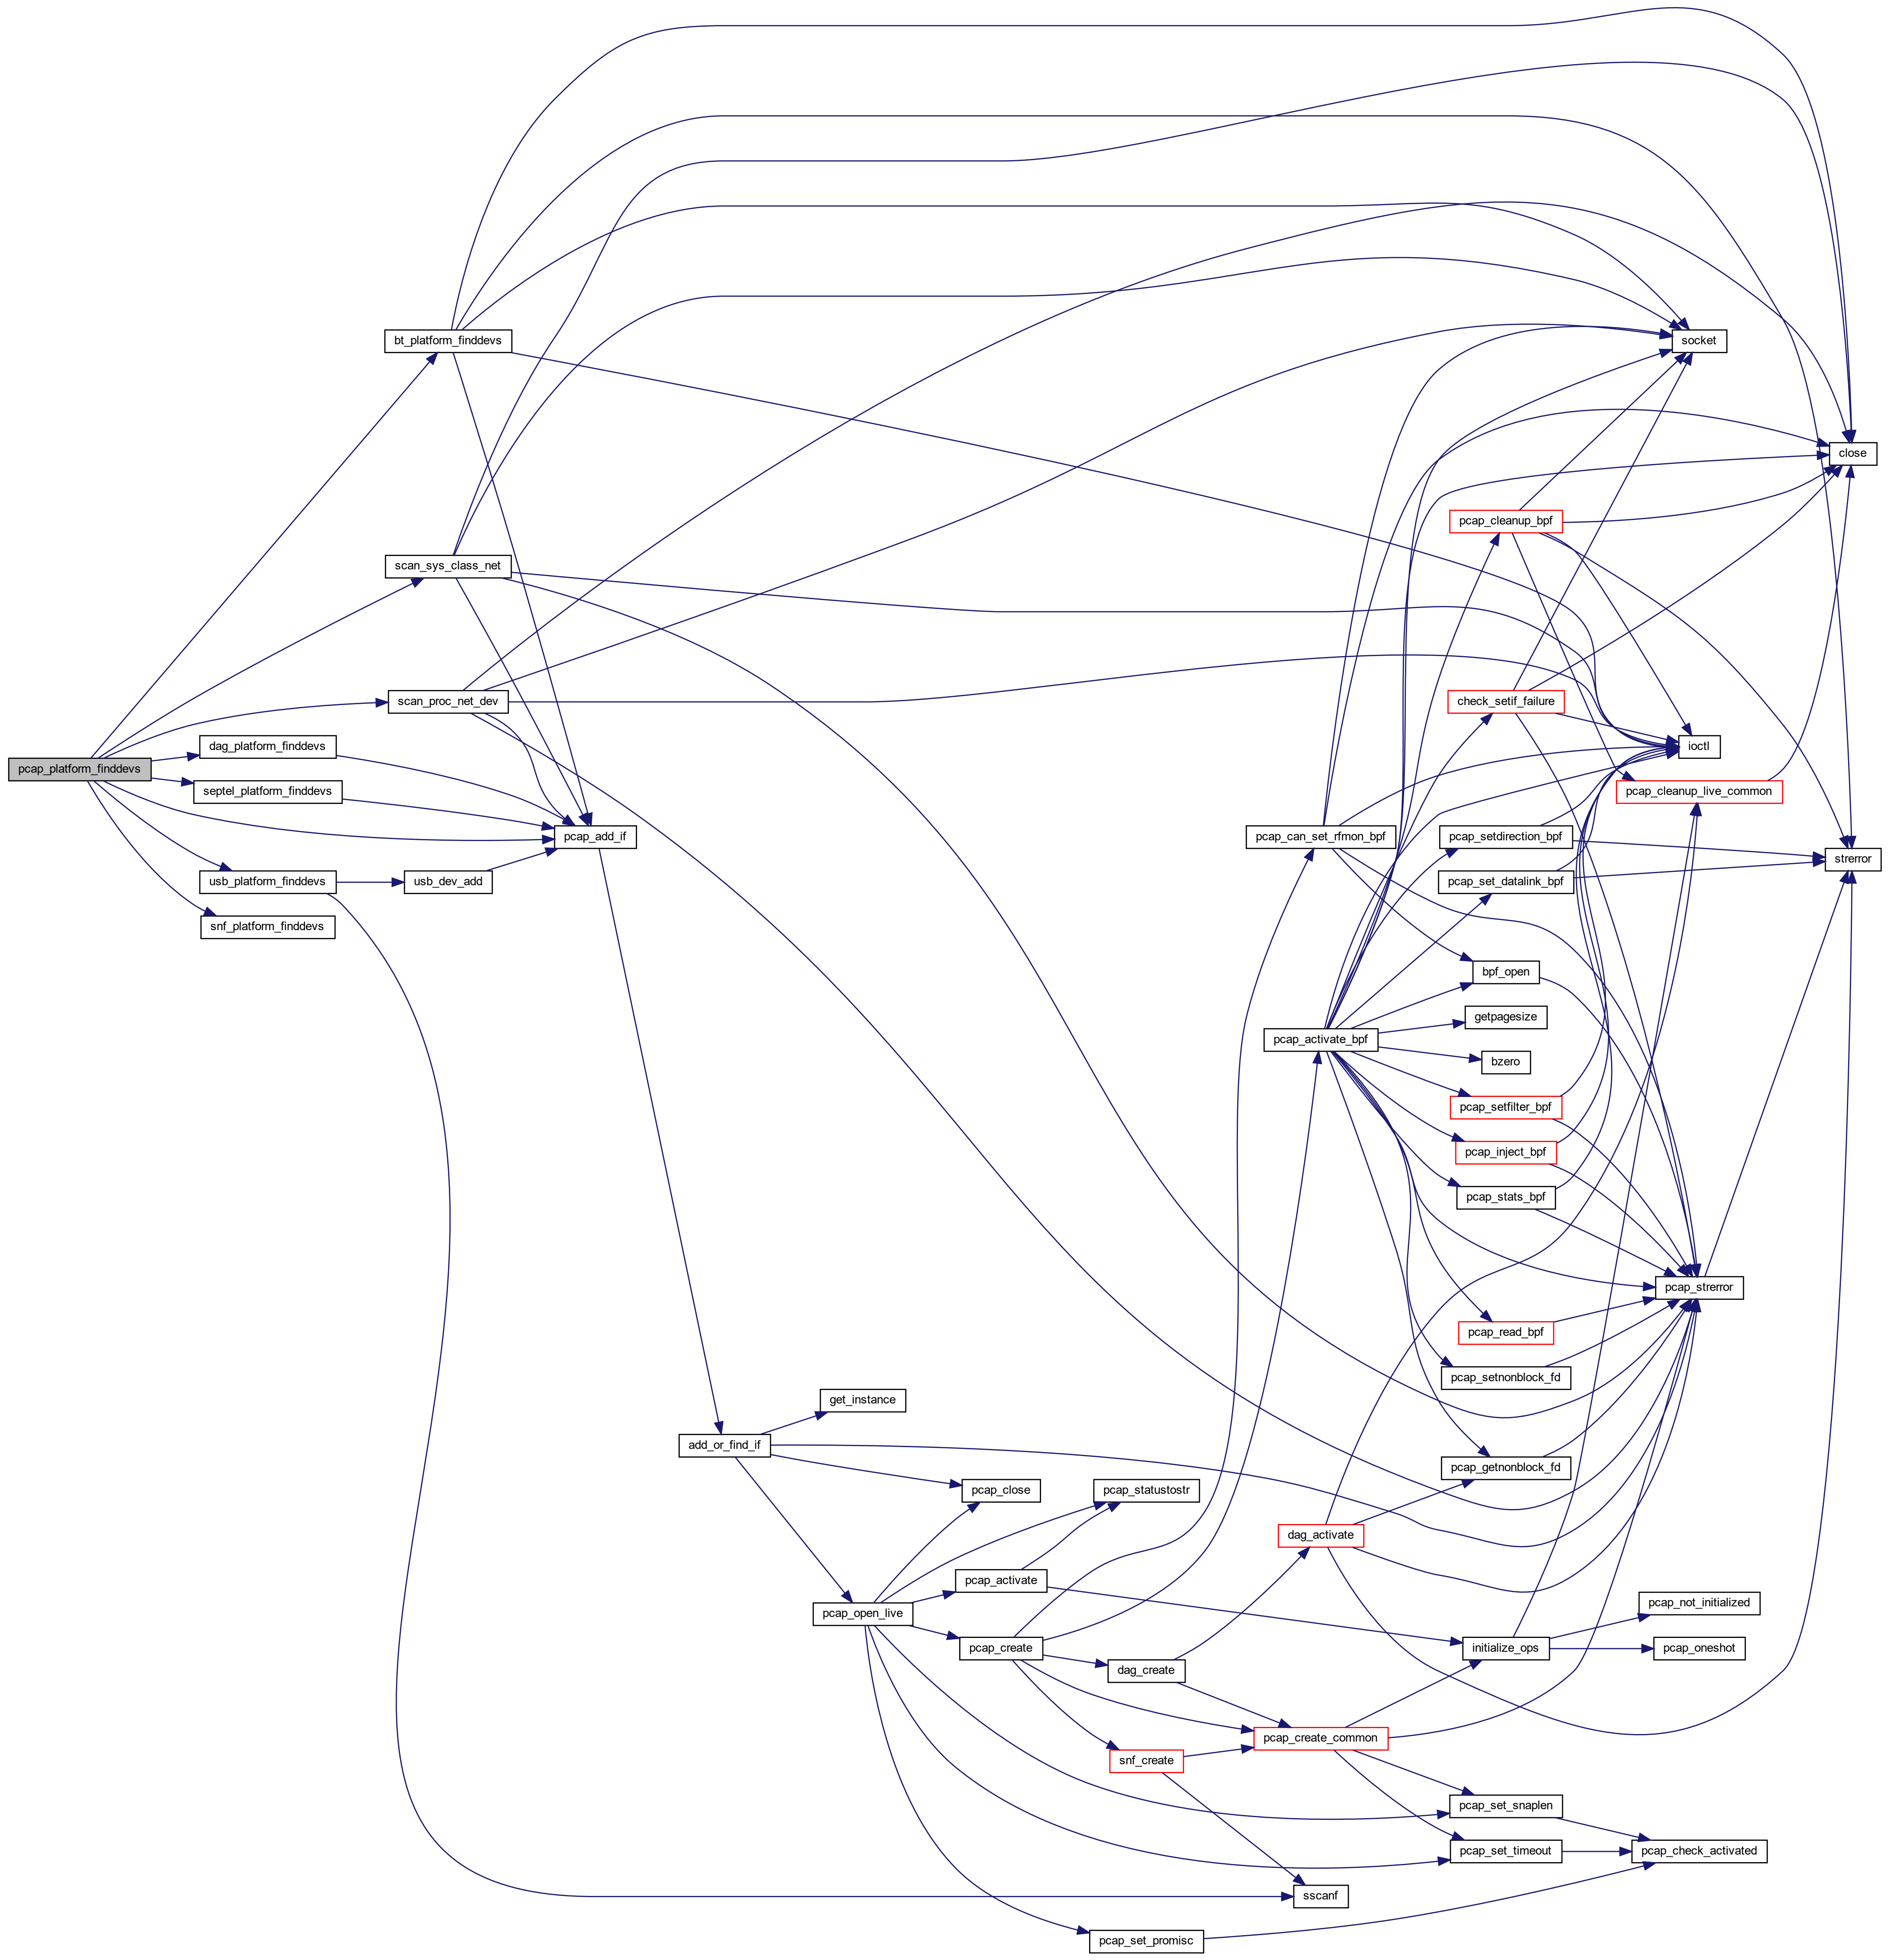 bt_platform_finddevs
socket
close
pcap_cleanup_bpf
scan_sys_class_net
scan_proc_net_dev
check_setif_failure
dag_platform_finddevs
ioctl
pcap_platform_finddevs
septel_platform_finddevs
pcap_cleanup_live_common
pcap_add_if
pcap_can_set_rfmon_bpf
pcap_setdirection_bpf
strerror
usb_platform_finddevs
usb_dev_add
pcap_set_datalink_bpf
snf_platform_finddevs
bpf_open
getpagesize
pcap_activate_bpf
bzero
pcap_setfilter_bpf
pcap_inject_bpf
pcap_stats_bpf
pcap_strerror
pcap_read_bpf
pcap_setnonblock_fd
get_instance
add_or_find_if
pcap_getnonblock_fd
pcap_close
pcap_statustostr
dag_activate
pcap_activate
pcap_not_initialized
pcap_open_live
pcap_create
initialize_ops
pcap_oneshot
dag_create
pcap_create_common
snf_create
pcap_set_snaplen
pcap_set_timeout
pcap_check_activated
sscanf
pcap_set_promisc